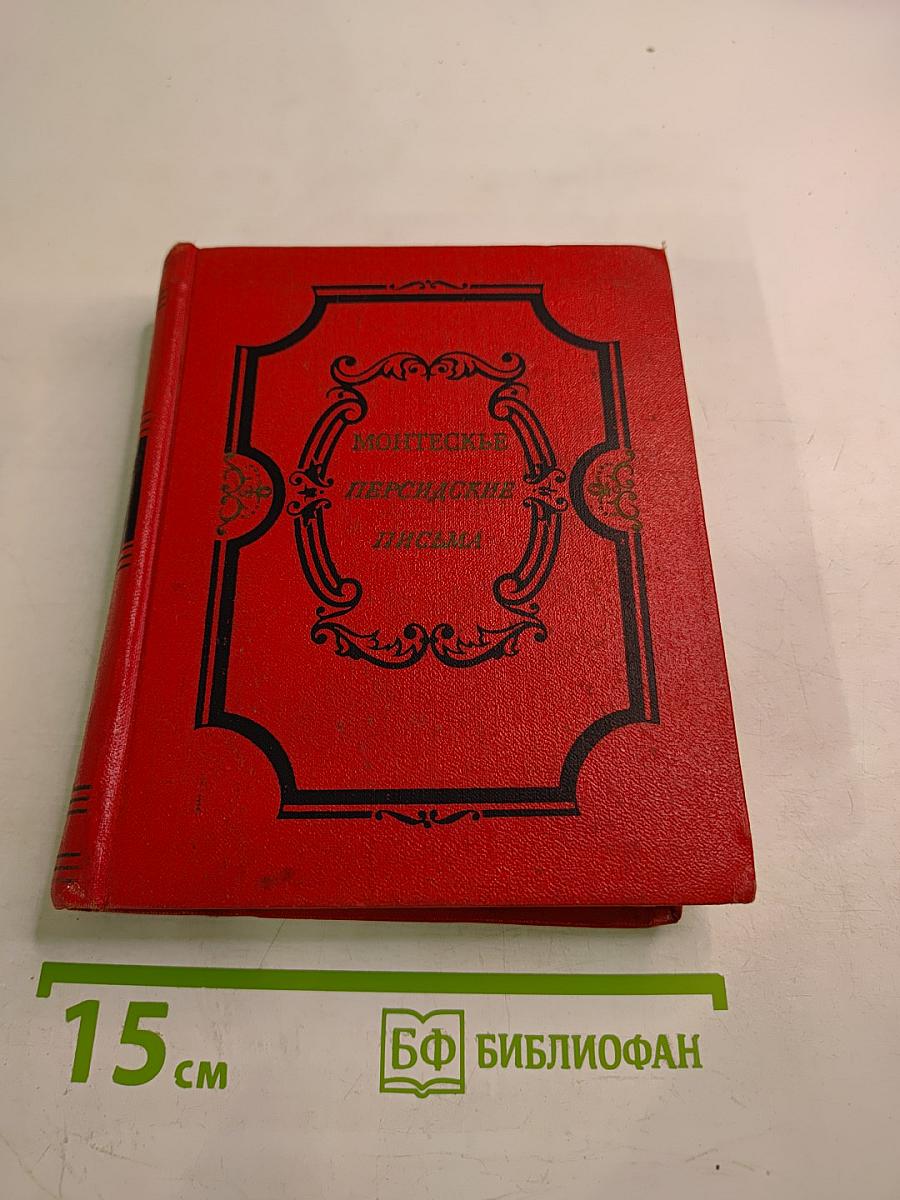 МОНТЕСКЬЕ
ПЕРСИДСКИЕ
ПИСЬМА
15 см
БФ БИБЛИОФАН